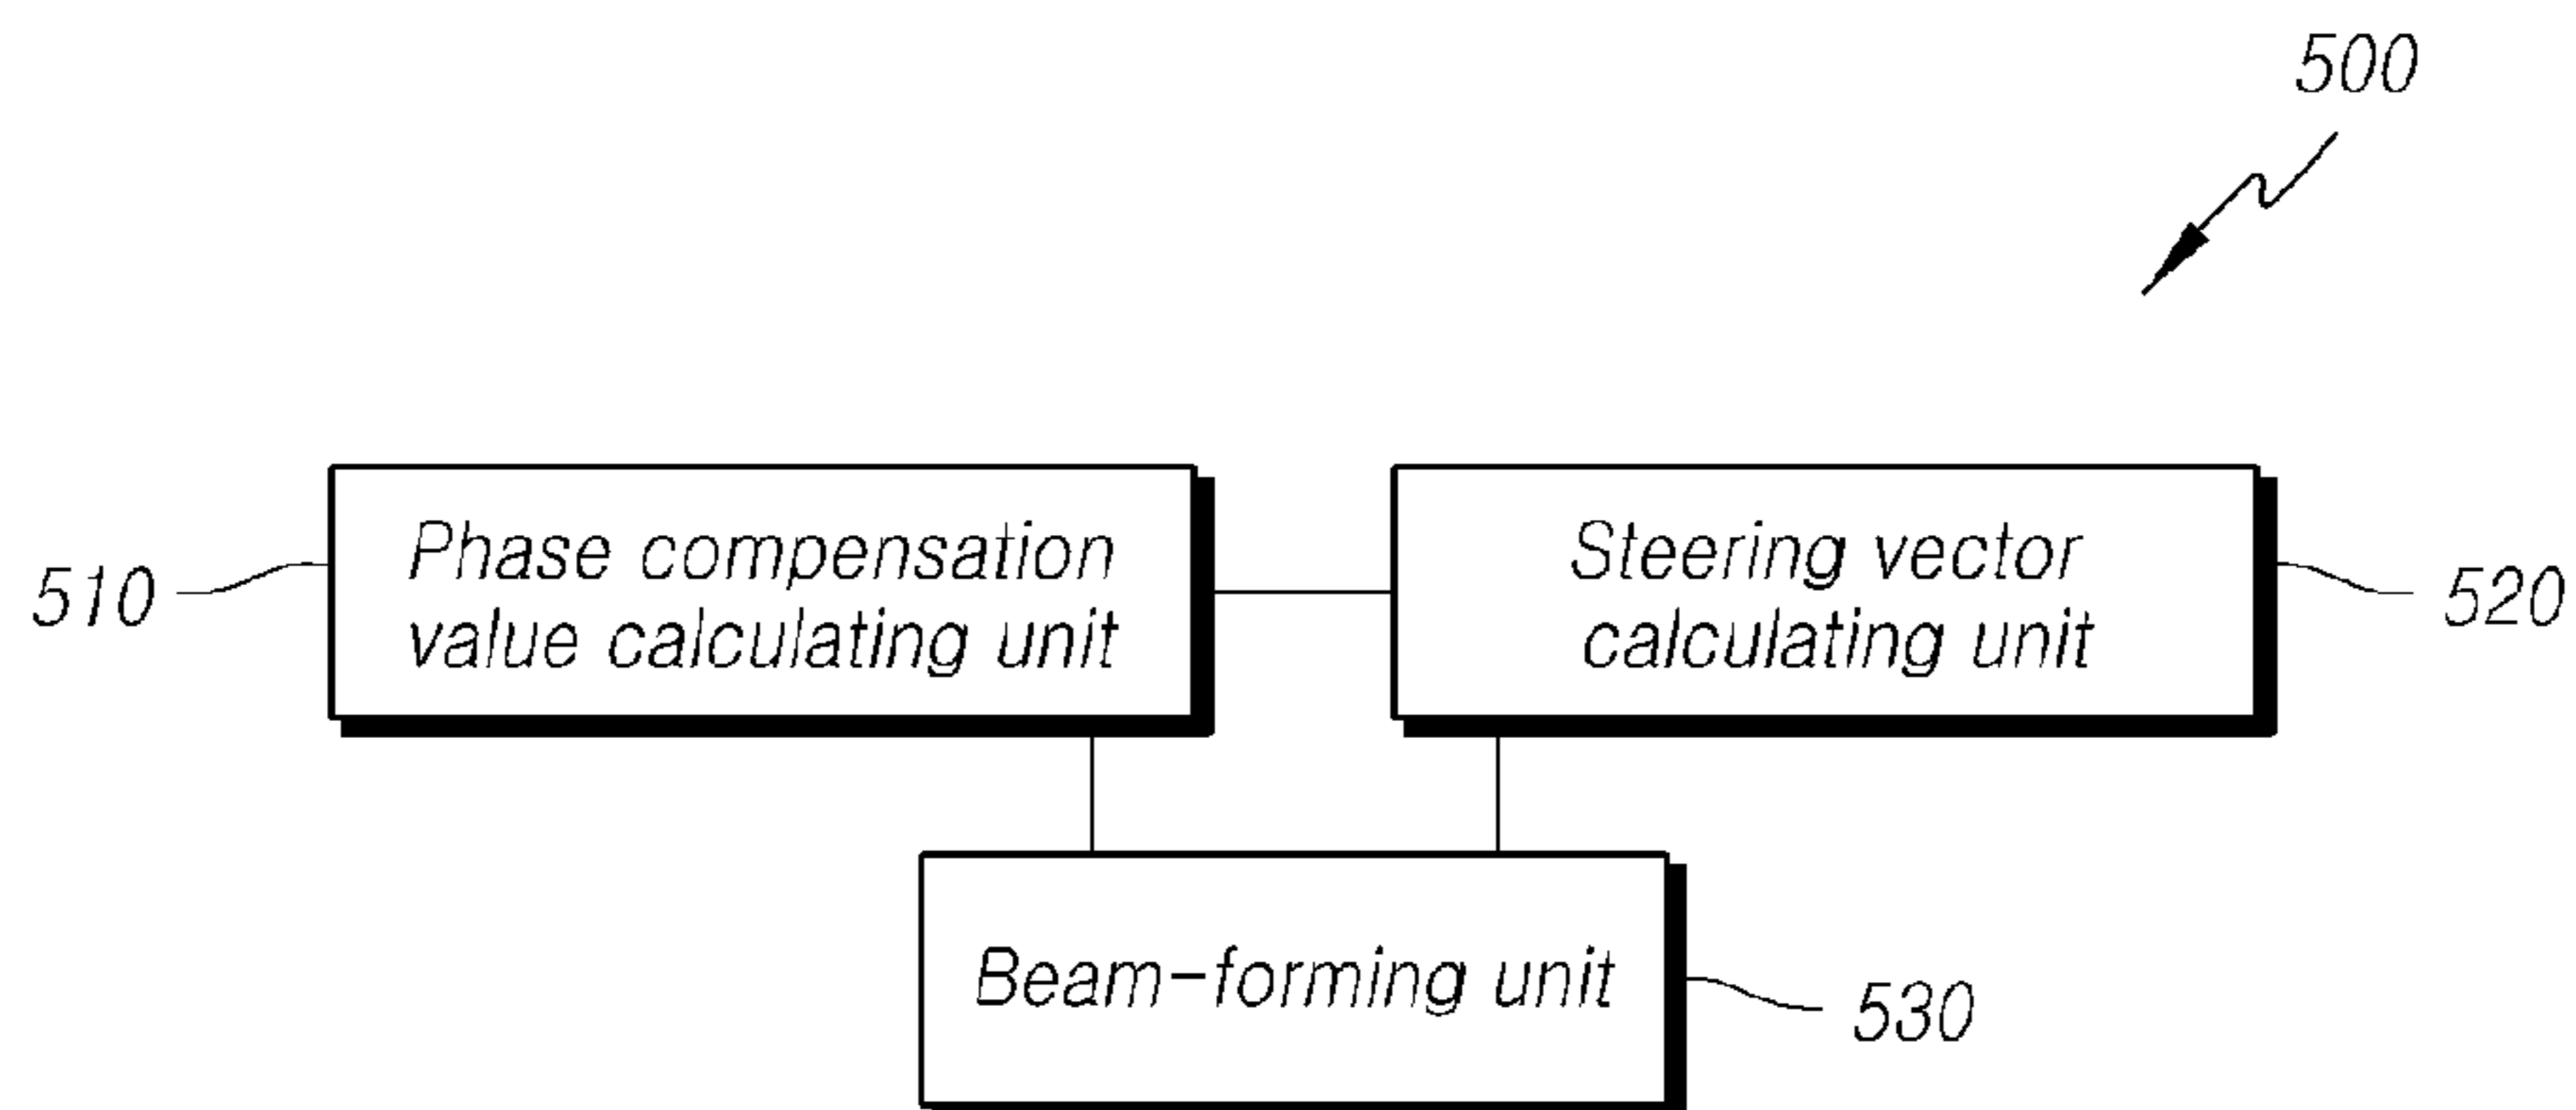 500
Phase compensation
value calculating unit
510
Steering vector
calculating unit
520
Beam-forming unit
530